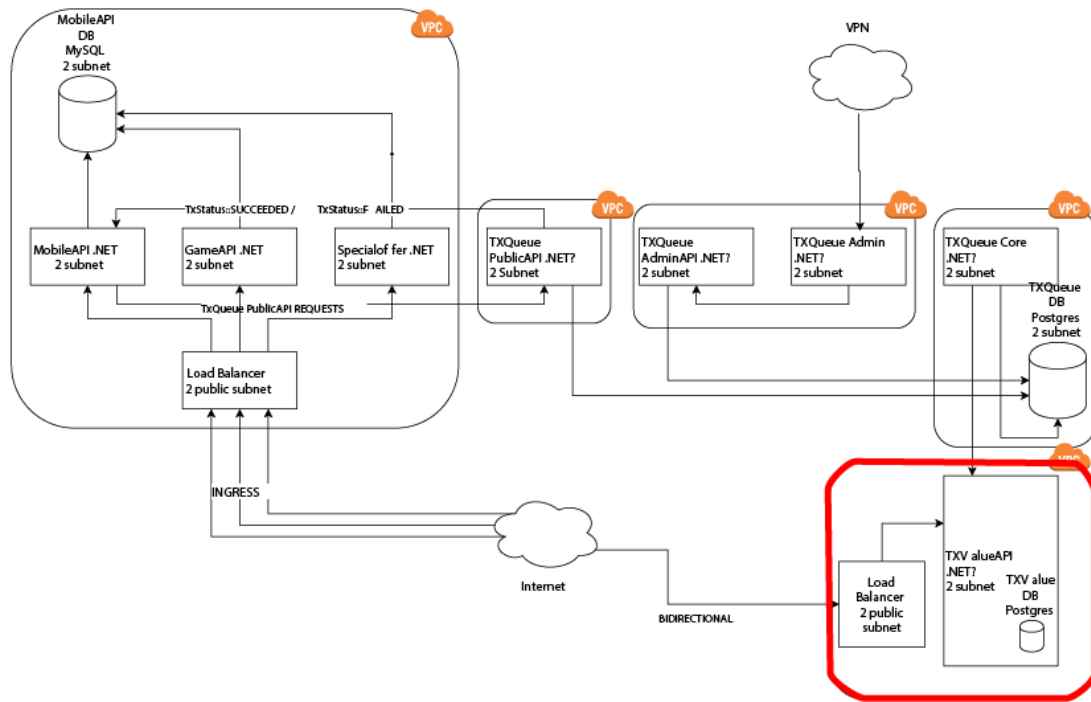 MobileAPI
DB
MySQL
2 subnet
VPC
VPN
TxStatus::SUCCEEDED /
TxStatus::F AILED
MobileAPI .NET
2 subnet
GameAPI .NET
2 subnet
Specialof fer .NET
2 subnet
TxQueue PublicAPI REQUESTS
Load Balancer
2 public subnet
VPC
TXQueue
PublicAPI .NET?
2 Subnet
VPC
TXQueue
AdminAPI .NET?
2 subnet
TXQueue Admin
.NET?
2 subnet
VPC
TXQueue Core
.NET?
2 subnet
TXQueue
DB
Postgres
2 subnet
INGRESS
Internet
BIDIRECTIONAL
VPC
Load
Balancer
2 public
subnet
TXV alueAPI
.NET?
2 subnet
TXV alue
DB
Postgres